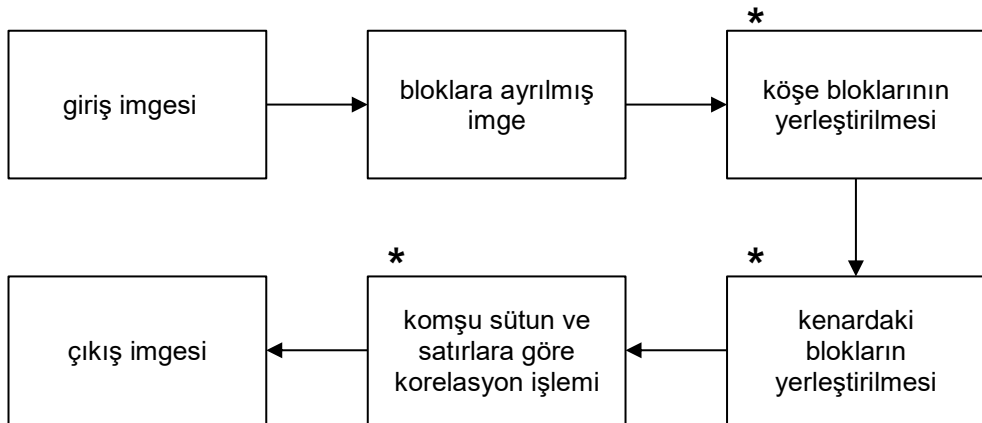 giriş imgesi
bloklara ayrılmış
imge
*
köşe bloklarının
yerleştirilmesi
*
kenardaki
blokların
yerleştirilmesi
*
komşu sütun ve
satırlara göre
korelasyon işlemi
çıkış imgesi